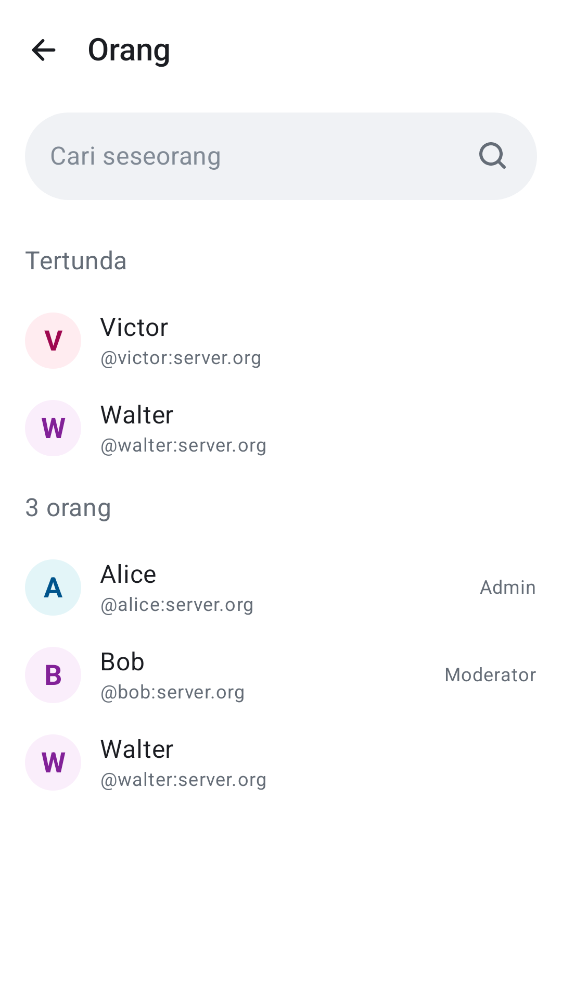 Orang
Cari seseorang
Tertunda
V
Victor
@victor:server.org
W
Walter
@walter:server.org
3 orang
A
Alice
@alice:server.org
Admin
B
Bob
@bob:server.org
Moderator
W
Walter
@walter:server.org